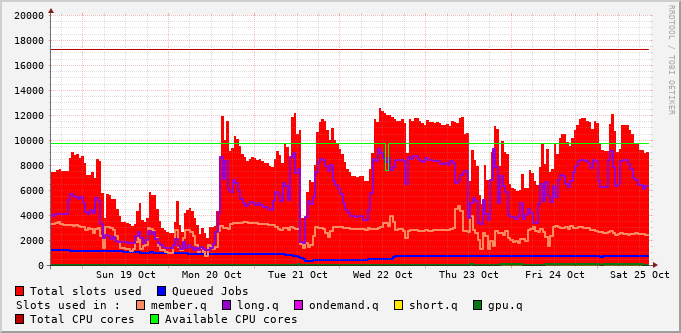 RRDTOOL / TOBI OETIKER
20000
18000
16000
14000
12000
10000
8000
6000
4000
2000
0
Sun 19 Oct Mon 20 Oct Tue 21 Oct Wed 22 Oct Thu 23 Oct Fri 24 Oct Sat 25 Oct
Total slots used Queued Jobs
Slots used in : member.q long.q ondemand.q short.q gpu.q
Total CPU cores Available CPU cores